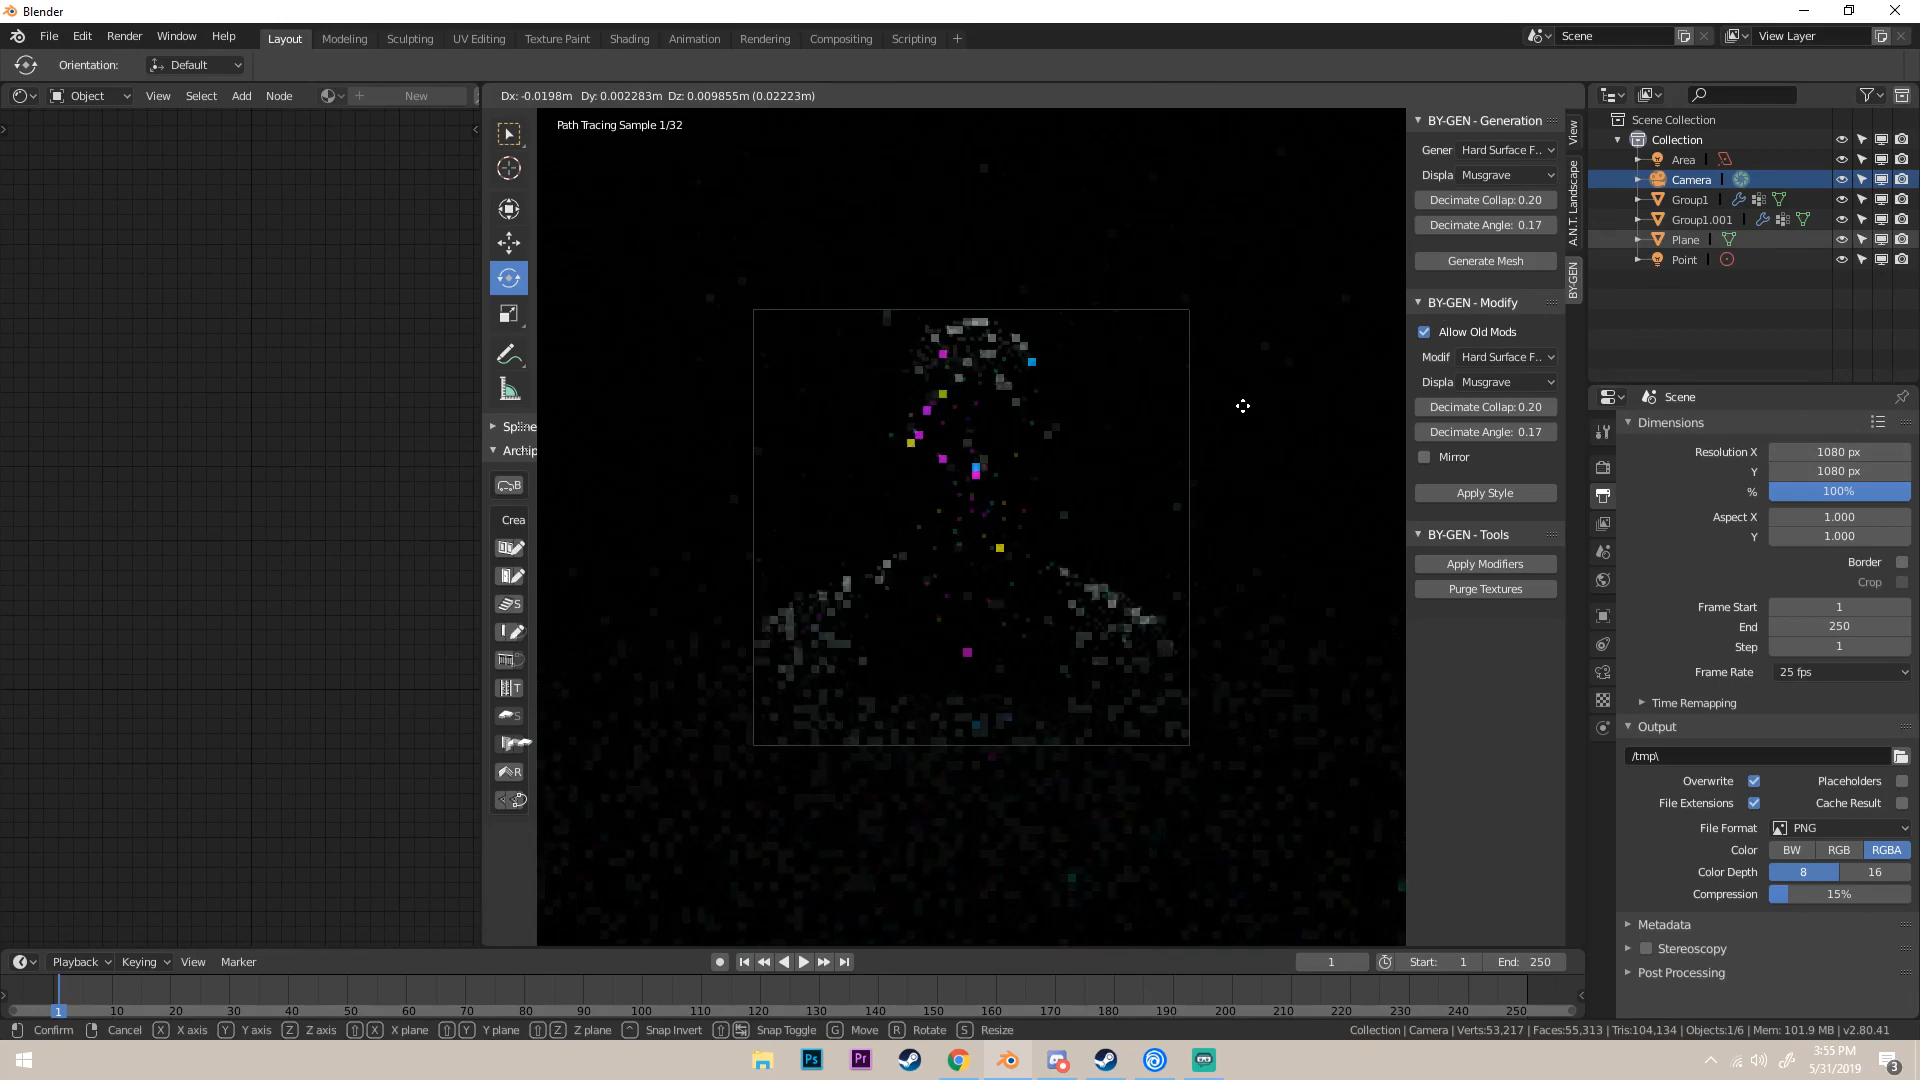 Blender
File Edit Render Window Help
Layout Modeling Sculpting UV Editing Texture Paint Shading Animation Rendering Compositing Scripting +
Scene
View Layer
Orientation: Default
Object View Select Add Node
New
Dx: -0.0198m Dy: 0.002283m Dz: 0.009855m (0.02223m)
Path Tracing Sample 1/32
Crea
B
S
T
S
R
BY-GEN - Generation
Gener Hard Surface F..
Displa Musgrave
Decimate Collap: 0.20
Decimate Angle: 0.17
Generate Mesh
BY-GEN - Modify
Allow Old Mods
Modif Hard Surface F..
Displa Musgrave
Decimate Collap: 0.20
Decimate Angle: 0.17
Mirror
Apply Style
BY-GEN - Tools
Apply Modifiers
Purge Textures
View
A.N.T. Landscape
BY-GEN
Scene Collection
Collection
Area
Camera
Group1
Group1.001
Plane
Point
Scene
Dimensions
Resolution X 1080 px
Y 1080 px
% 100%
Aspect X 1.000
Y 1.000
Border
Crop
Frame Start 1
End 250
Step 1
Frame Rate 25 fps
Time Remapping
Output
/tmp\
Overwrite Placeholders
File Extensions Cache Result
File Format PNG
Color BW RGB RGBA
Color Depth 8 16
Compression 15%
Metadata
Stereoscopy
Post Processing
Playback Keying View Marker
1 Start: 1 End: 250
1 10 20 30 40 50 60 70 80 90 100 110 120 130 140 150 160 170 180 190 200 210 220 230 240 250
Confirm Cancel X X axis Y Y axis Z Z axis X X plane Y Y plane Z Z plane Snap Invert Snap Toggle G Move R Rotate S Resize
Collection | Camera | Verts:53,217 | Faces:55,313 | Tris:104,134 | Objects:1/6 | Mem: 101.9 MB | v2.80.41
Ps Pr
3:55 PM
5/31/2019
3